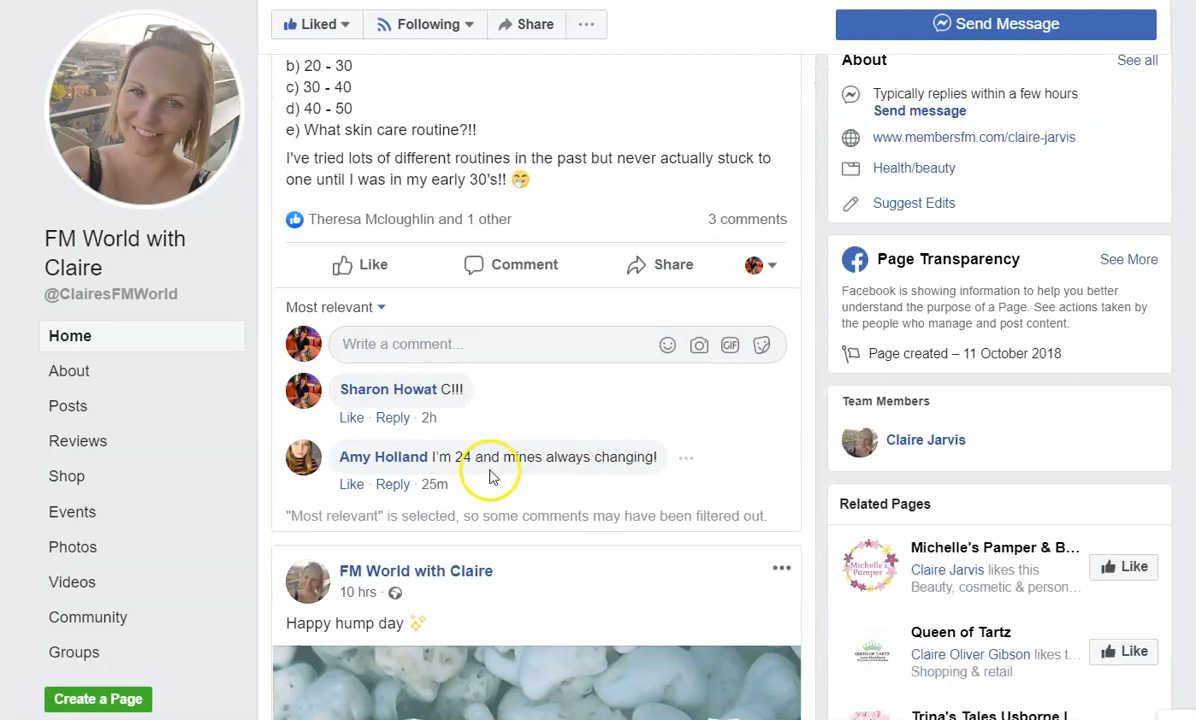 Liked
Following
Share
Send Message
FM World with
Claire
@ClairesFMWorld
Home
About
Posts
Reviews
Shop
Events
Photos
Videos
Community
Groups
Create a Page
b) 20 - 30
c) 30 - 40
d) 40 - 50
e) What skin care routine?!!
I've tried lots of different routines in the past but never actually stuck to
one until I was in my early 30's!! 😁
Theresa Mcloughlin and 1 other
3 comments
Like
Comment
Share
Most relevant
Write a comment...
GIF
Sharon Howat C!!!
Like · Reply · 2h
Amy Holland I'm 24 and mines always changing!
Like · Reply · 25m
"Most relevant" is selected, so some comments may have been filtered out.
FM World with Claire
10 hrs ·
Happy hump day ✨
About
See all
Typically replies within a few hours
Send message
www.membersfm.com/claire-jarvis
Health/beauty
Suggest Edits
Page Transparency
See More
Facebook is showing information to help you better
understand the purpose of a Page. See actions taken by
the people who manage and post content.
Page created – 11 October 2018
Team Members
Claire Jarvis
Related Pages
Michelle's Pamper
Michelle's Pamper & B...
Claire Jarvis likes this
Beauty, cosmetic & person...
Like
Queen of Tartz
Claire Oliver Gibson likes t...
Shopping & retail
Like
Trina's Tales Usborne I